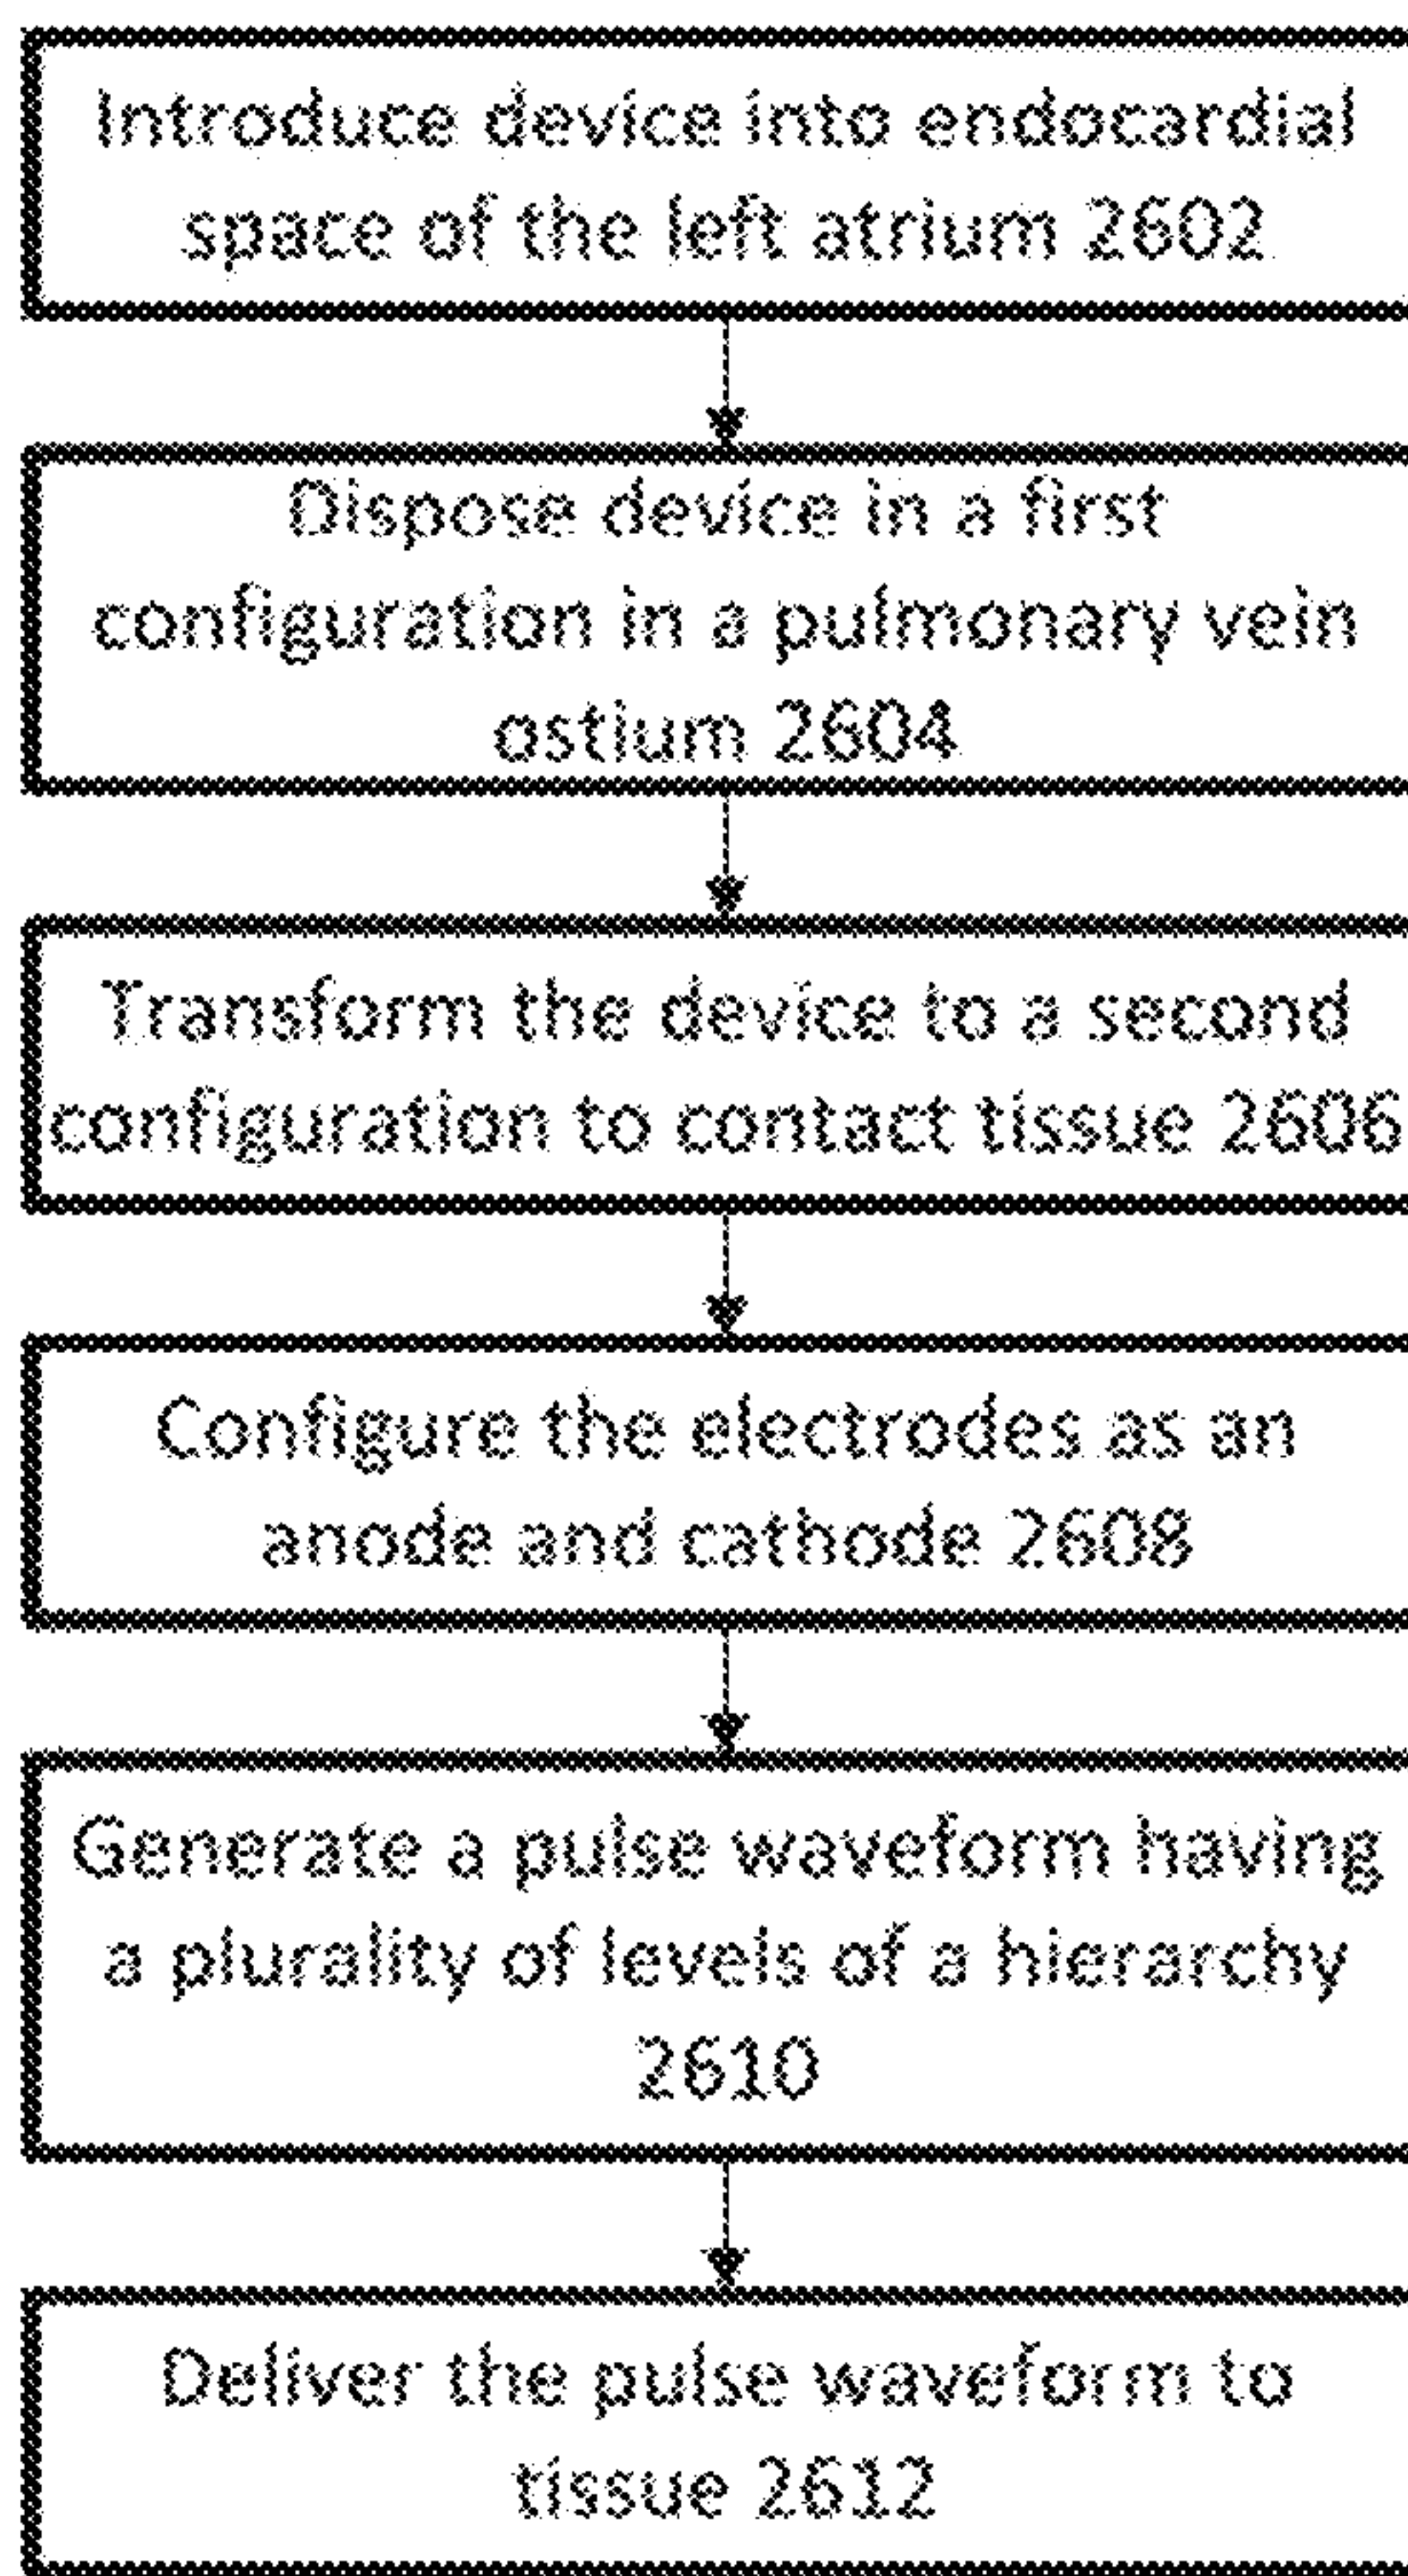 Introduce device into endocardial
space of the left atrium 2602
Dispose device in a first
configuration in a pulmonary vein
ostium 2604
Transform the device to a second
configuration to contact tissue 2606
Configure the electrodes as an
anode and cathode 2608
Generate a pulse waveform having
a plurality of levels of a hierarchy
2610
Deliver the pulse waveform to
tissue 2612